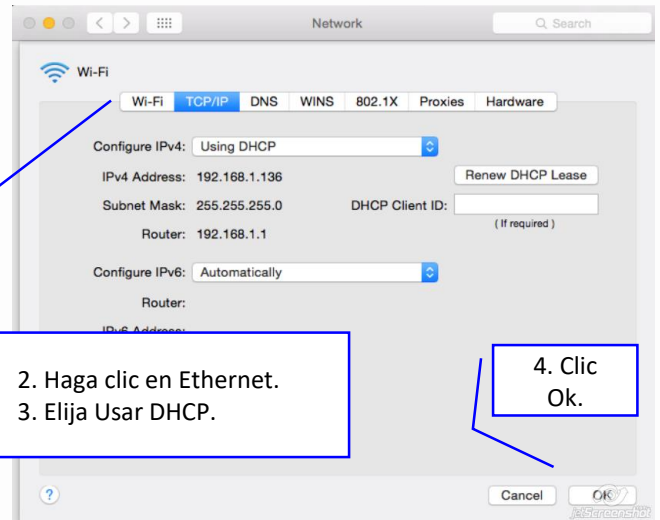 Network
Search
Wi-Fi
Wi-Fi TCP/IP DNS WINS 802.1X Proxies Hardware
Configure IPv4: Using DHCP
IPv4 Address: 192.168.1.136 Renew DHCP Lease
Subnet Mask: 255.255.255.0 DHCP Client ID:
( If required )
Router: 192.168.1.1
Configure IPv6: Automatically
Router:
IPv6 Address:
2. Haga clic en Ethernet.
3. Elija Usar DHCP.
4. Clic
Ok.
? Cancel OK
jetScreenshot